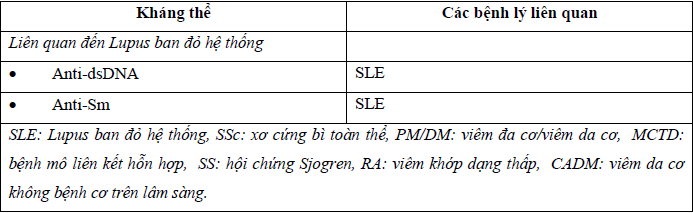 Kháng thể
Các bệnh lý liên quan
Liên quan đến Lupus ban đỏ hệ thống
• Anti-dsDNA
SLE
• Anti-Sm
SLE
SLE: Lupus ban đỏ hệ thống, SSc: xơ cứng bì toàn thể, PM/DM: viêm đa cơ/viêm da cơ, MCTD:
bệnh mô liên kết hỗn hợp, SS: hội chứng Sjogren, RA: viêm khớp dạng thấp, CADM: viêm da cơ
không bệnh cơ trên lâm sàng.